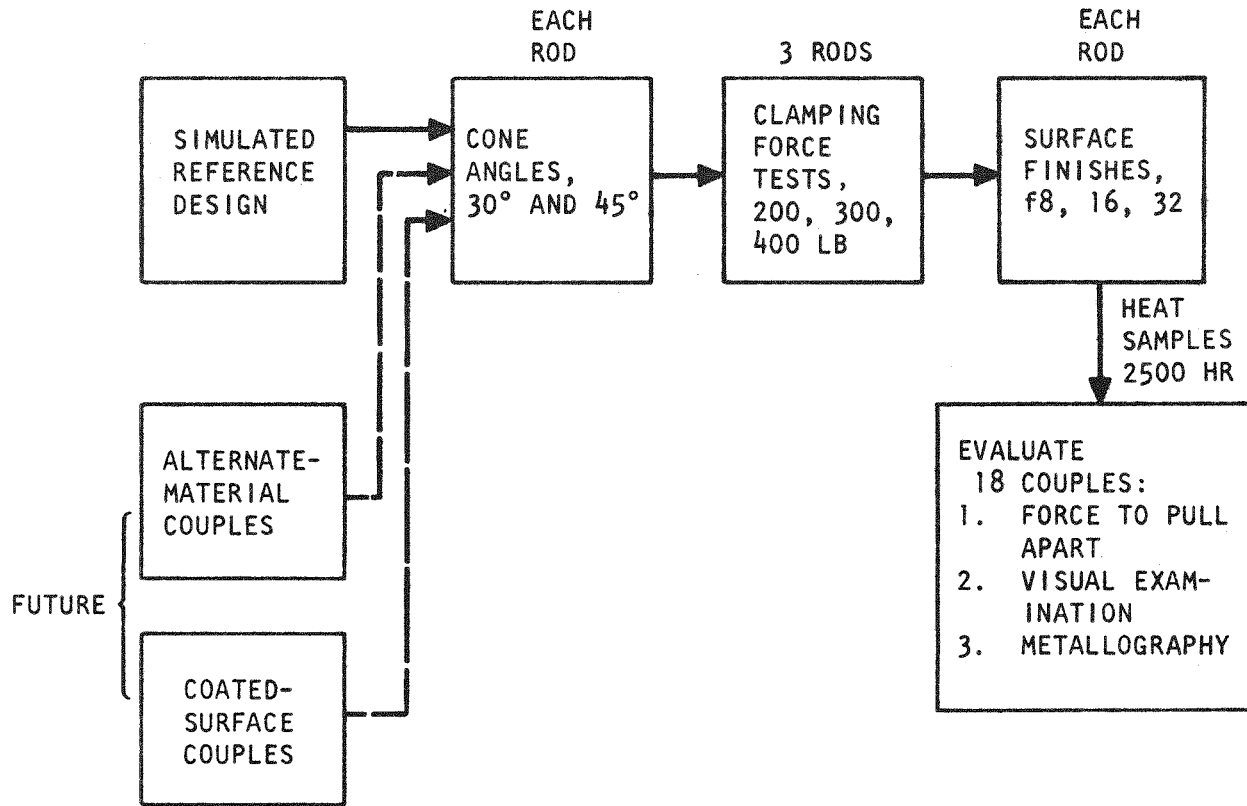 EACH
ROD
3 RODS
EACH
ROD
SIMULATED
REFERENCE
DESIGN
CONE
ANGLES,
30° AND 45°
CLAMPING
FORCE
TESTS,
200, 300,
400 LB
SURFACE
FINISHES,
f8, 16, 32
HEAT
SAMPLES
2500 HR
ALTERNATE-
MATERIAL
COUPLES
FUTURE
COATED-
SURFACE
COUPLES
EVALUATE
18 COUPLES:
1. FORCE TO PULL
APART
2. VISUAL EXAM-
INATION
3. METALLOGRAPHY